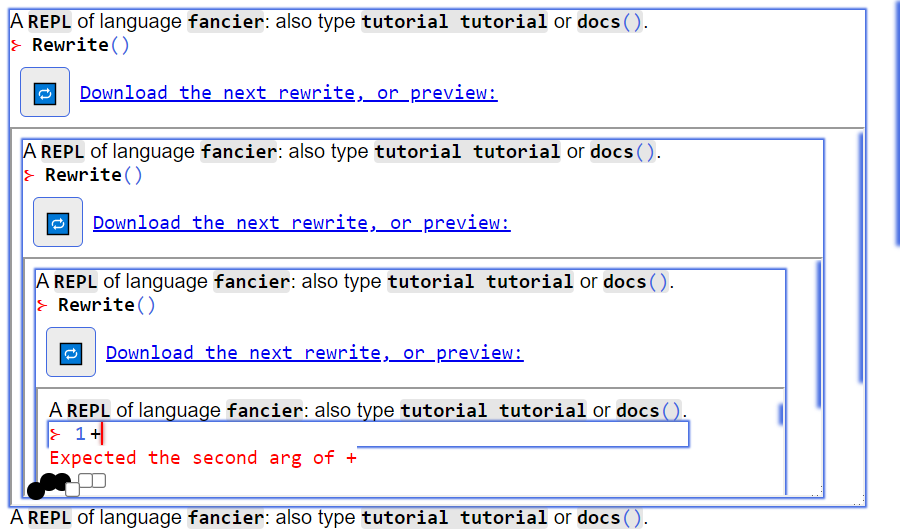 A REPL of language fancier: also type tutorial tutorial or docs().
> Rewrite()
Download the next rewrite, or preview:
A REPL of language fancier: also type tutorial tutorial or docs().
> Rewrite()
Download the next rewrite, or preview:
A REPL of language fancier: also type tutorial tutorial or docs().
> Rewrite()
Download the next rewrite, or preview:
A REPL of language fancier: also type tutorial tutorial or docs().
> 1+
Expected the second arg of +
A REPL of language fancier: also type tutorial tutorial or docs().